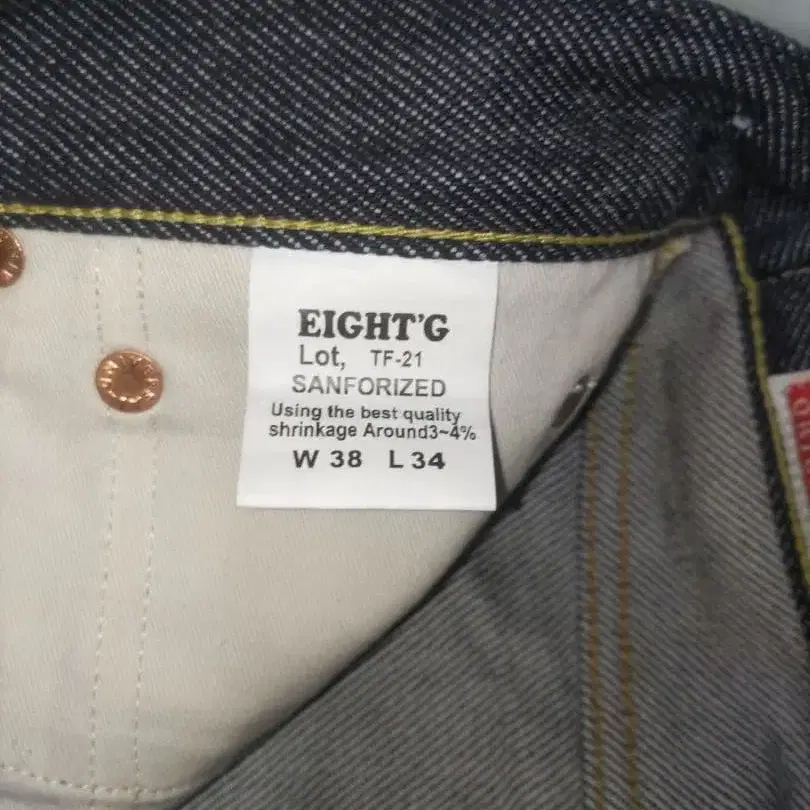 EIGHT'G
Lot, TF-21
SANFORIZED
Using the best quality
shrinkage Around3~4%
W 38 L 34